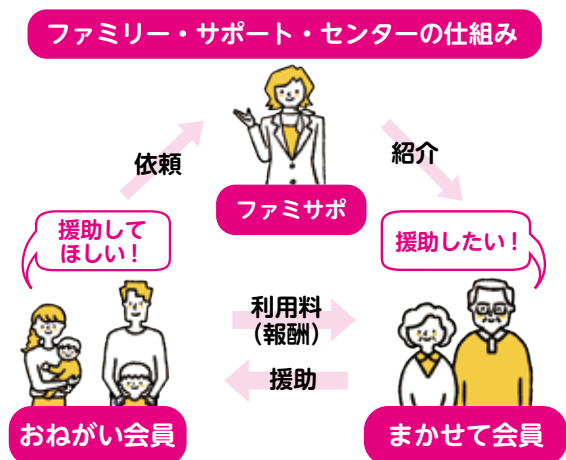 ファミリー・サポート・センターの仕組み
依頼
紹介
ファミサポ
援助して
ほしい！
援助したい！
利用料
（報酬）
援助
おねがい会員
まかせて会員